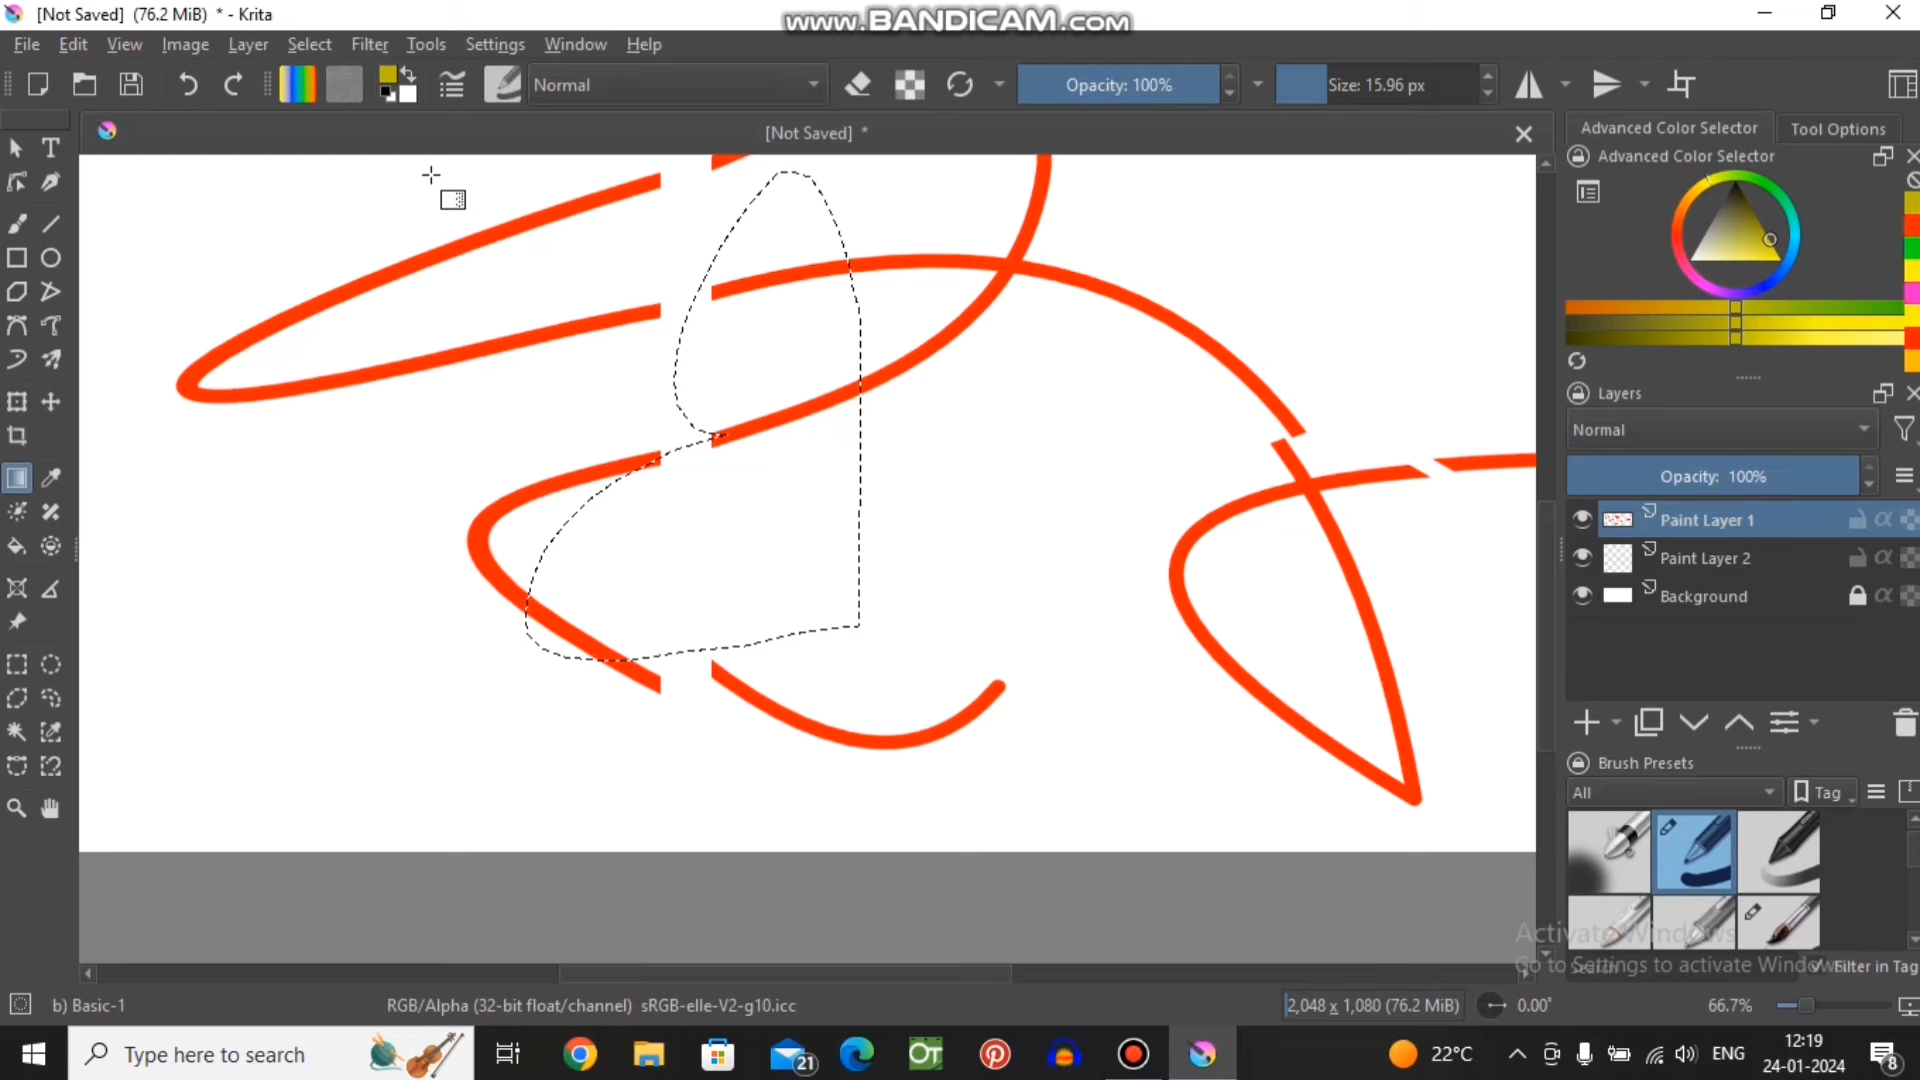 [Not Saved] (76.2 MiB) * - Krita
www.BANDICAM.com
File Edit View Image Layer Select Filter Tools Settings Window Help
Normal
Opacity: 100%
Size: 15.96 px
[Not Saved] *
Advanced Color Selector
Tool Options
Advanced Color Selector
Layers
Normal
Opacity: 100%
Paint Layer 1
Paint Layer 2
Background
Brush Presets
All
Tag
Activate Windows
Go to Settings to activate Windows
Search
Filter in Tag
b) Basic-1
RGB/Alpha (32-bit float/channel) sRGB-elle-V2-g10.icc
2,048 x 1,080 (76.2 MiB)
0.00°
66.7%
Type here to search
21
OT
22°C
ENG
12:19
24-01-2024
8